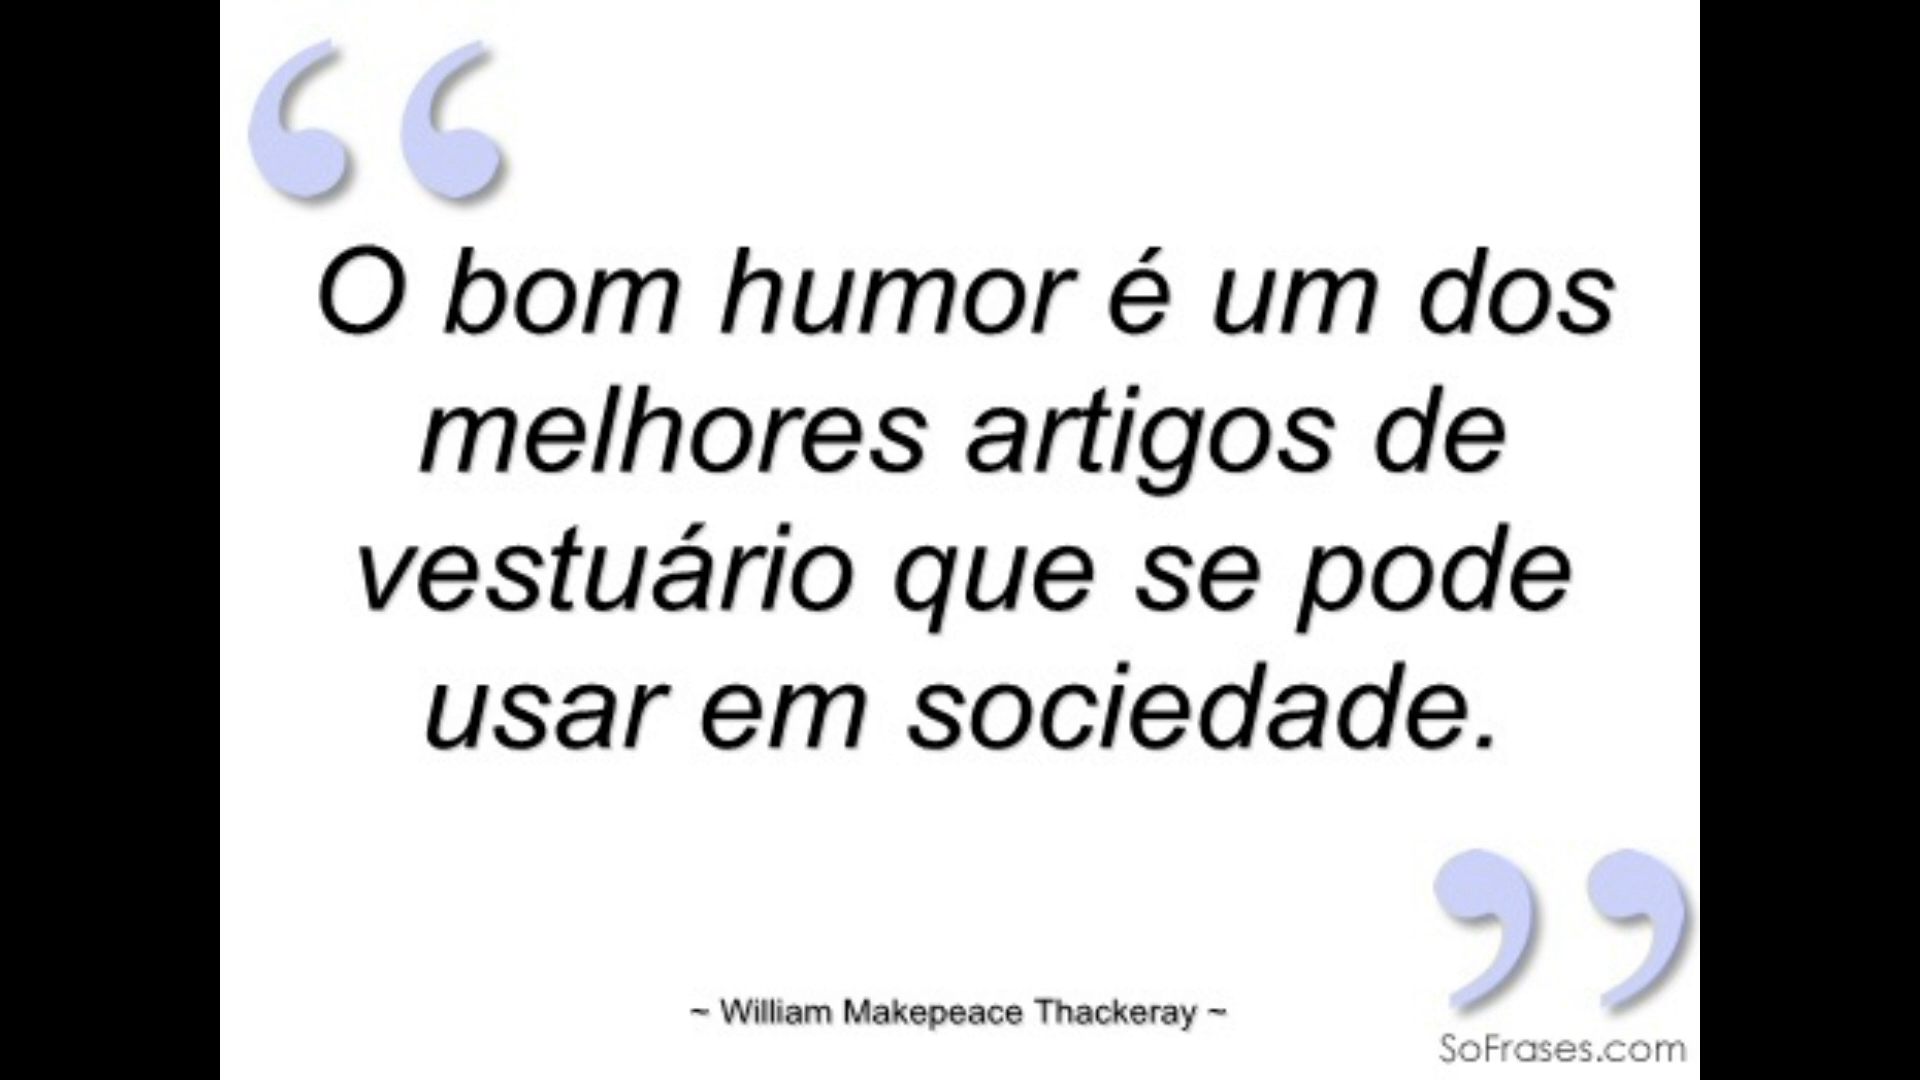 O bom humor é um dos
melhores artigos de
vestuário que se pode
usar em sociedade.
~ William Makepeace Thackeray ~
SoFrases.com